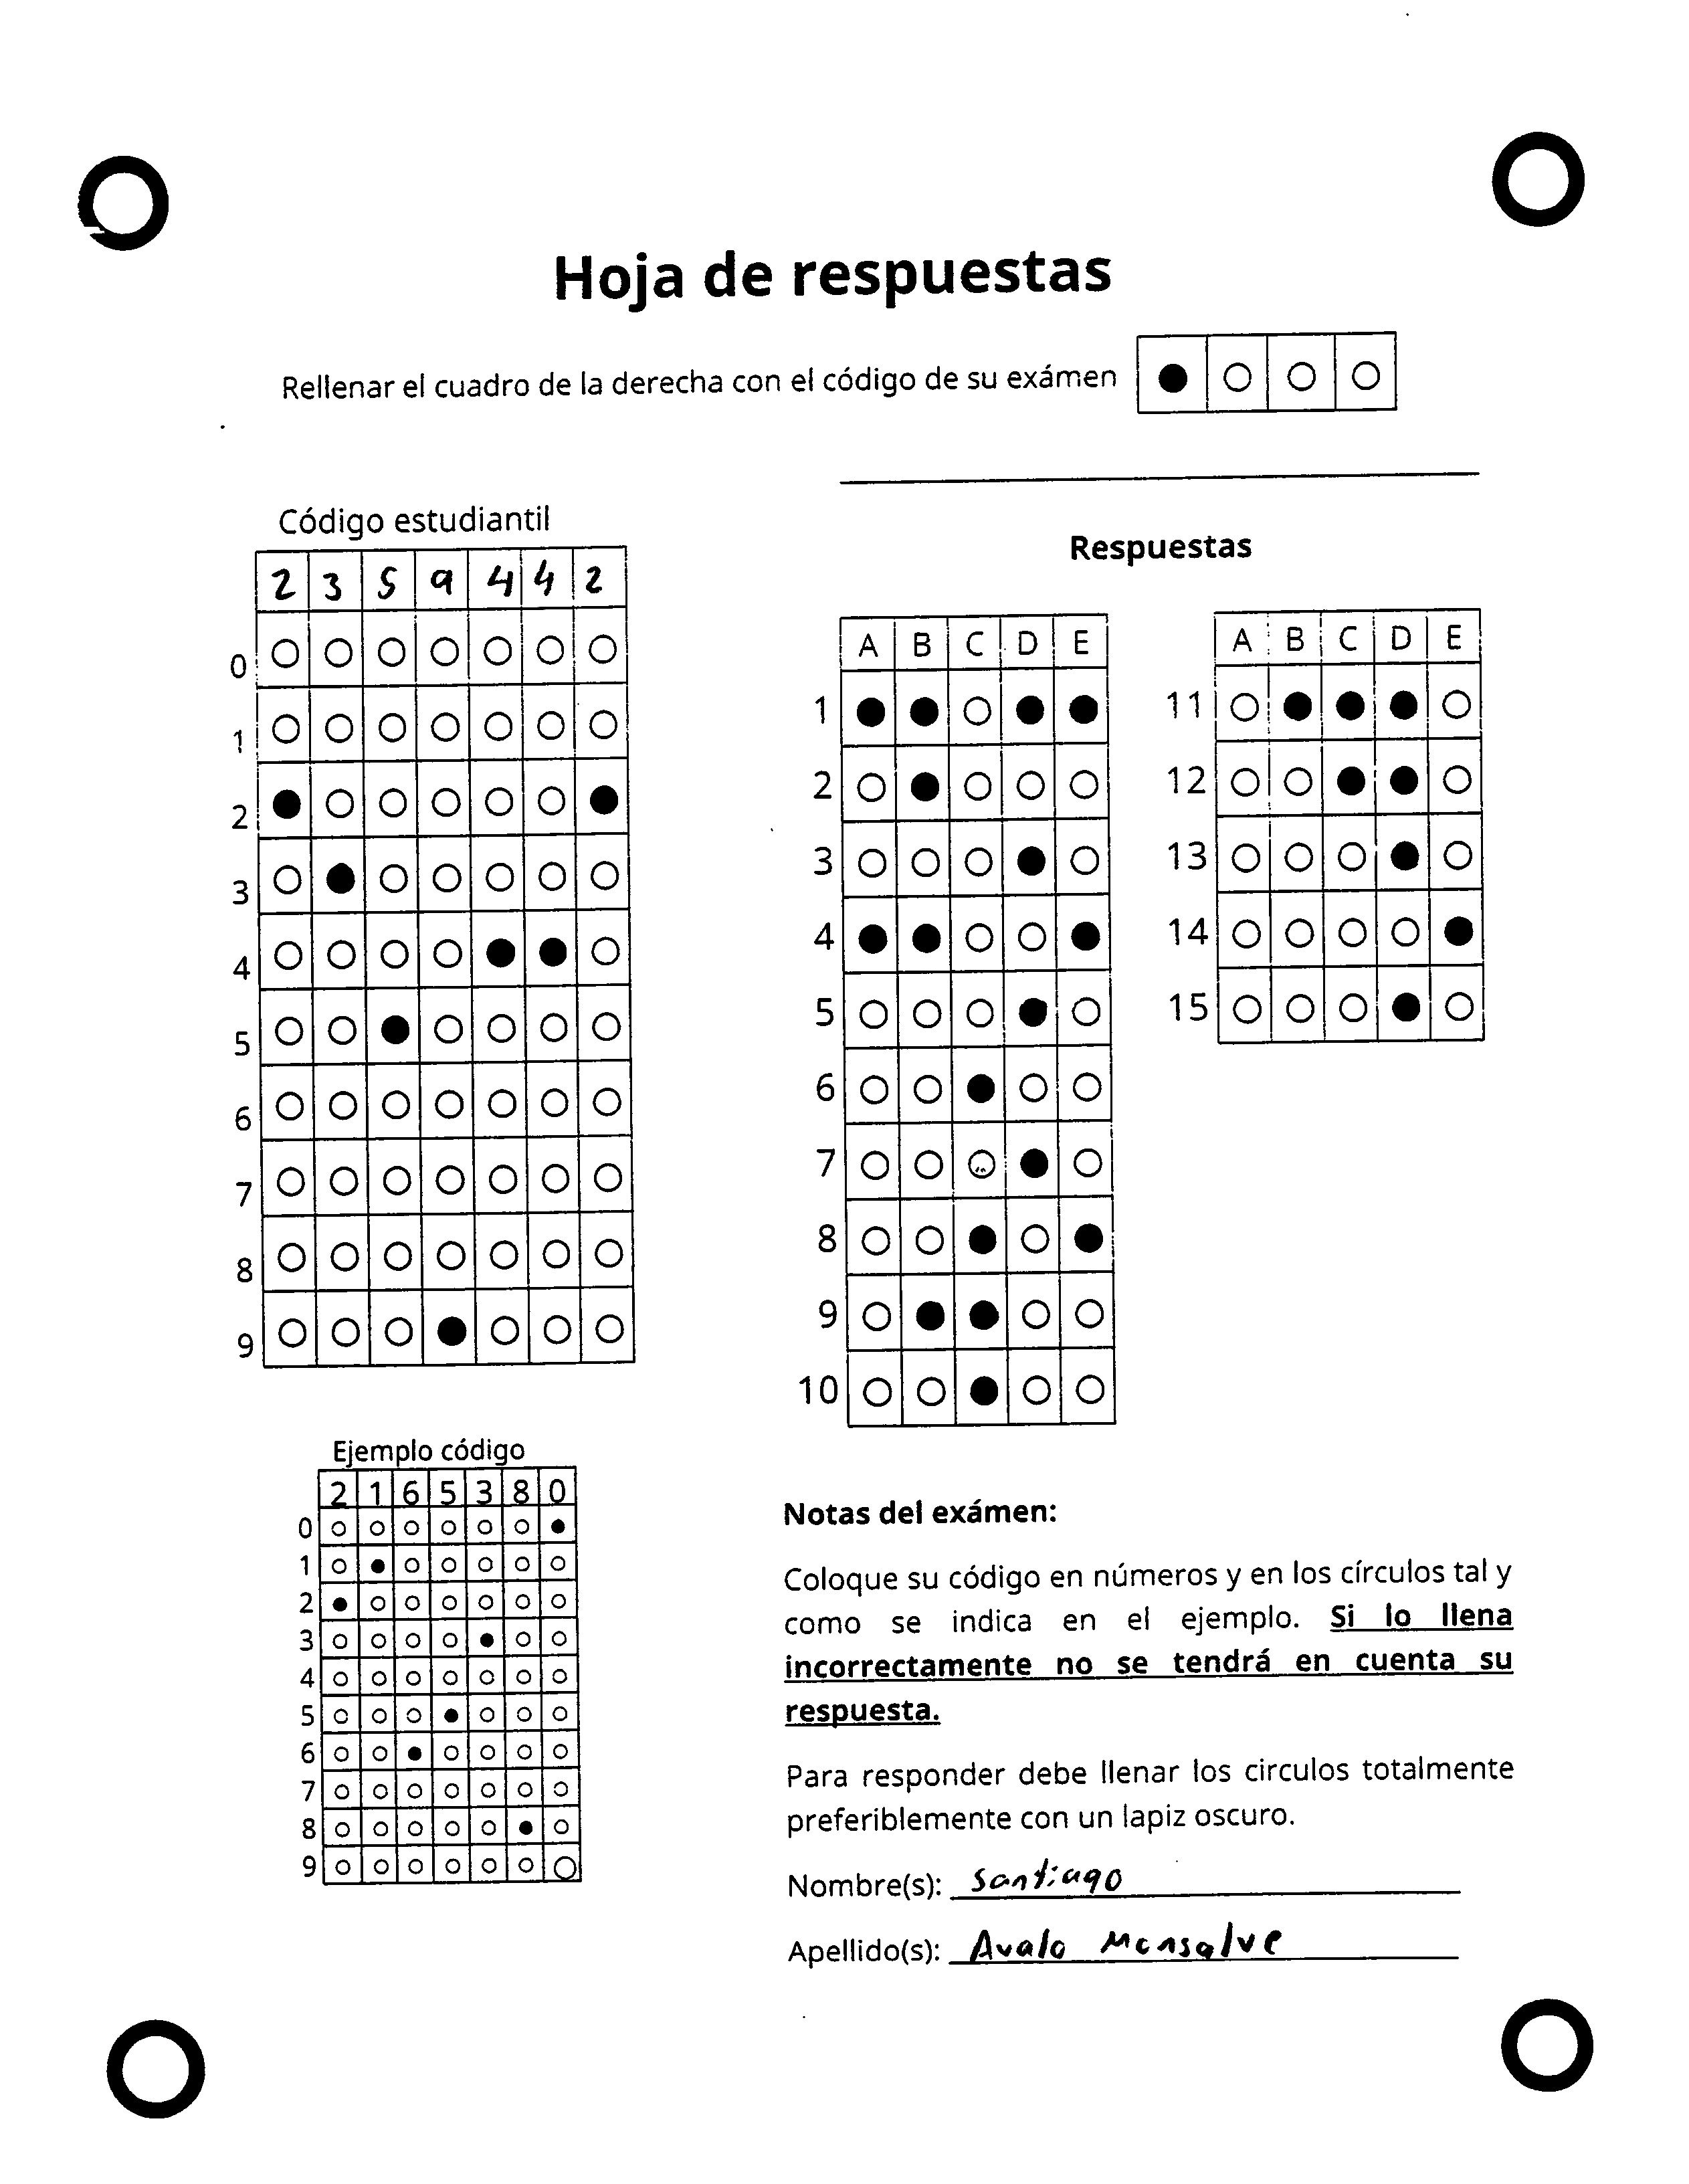 Hoja de respuestas
Rellenar el cuadro de la derecha con el código de su exámen
Código estudiantil
2 3 5 9 4 4 2
0
1
2
3
4
5
6
7
8
9
Respuestas
A B C D E
1
2
3
4
5
6
7
8
9
10
A B C D E
11
12
13
14
15
Ejemplo código
2 1 6 5 3 8 0
0
1
2
3
4
5
6
7
8
9
Notas del exámen:
Coloque su código en números y en los círculos tal y
como se indica en el ejemplo. Si lo llena
incorrectamente no se tendrá en cuenta su
respuesta.
Para responder debe llenar los circulos totalmente
preferiblemente con un lapiz oscuro.
Nombre(s): Santiago
Apellido(s): Avalo Monsalve